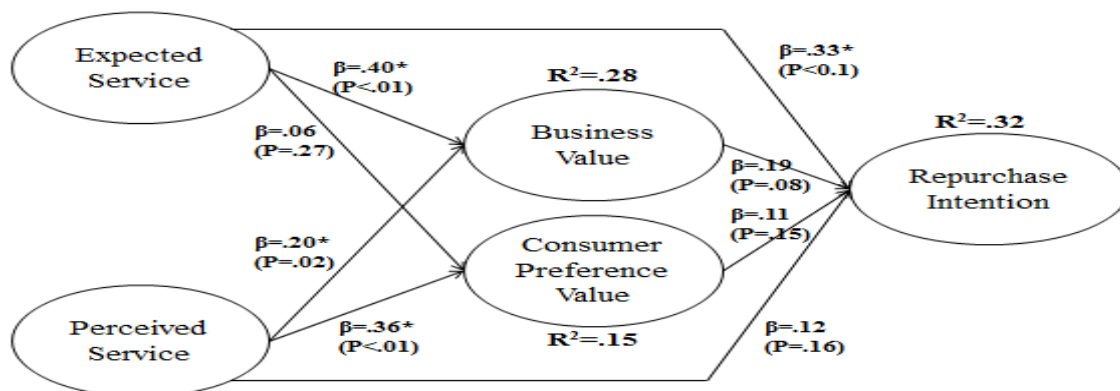 Expected
Service
β=.40*
(P<.01)
β=.06
(P=.27)
R²=.28
Business
Value
β=.33*
(P<0.1)
R²=.32
Repurchase
Intention
β=.19
(P=.08)
β=.11
(P=.15)
Consumer
Preference
Value
R²=.15
β=.20*
(P=.02)
β=.36*
(P<.01)
Perceived
Service
β=.12
(P=.16)